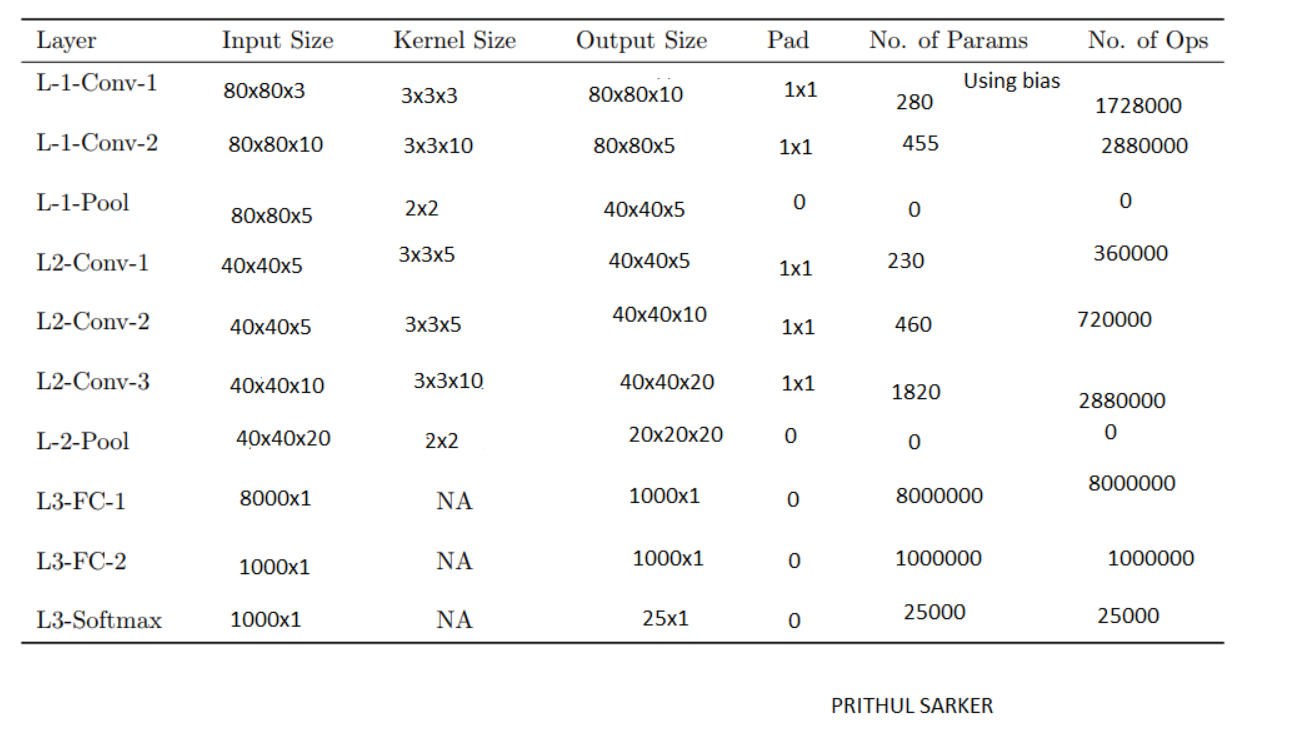 Layer Input Size Kernel Size Output Size Pad No. of Params No. of Ops
L-1-Conv-1 80x80x3 3x3x3 80x80x10 1x1 280 Using bias 1728000
L-1-Conv-2 80x80x10 3x3x10 80x80x5 1x1 455 2880000
L-1-Pool 80x80x5 2x2 40x40x5 0 0 0
L2-Conv-1 40x40x5 3x3x5 40x40x5 1x1 230 360000
L2-Conv-2 40x40x5 3x3x5 40x40x10 1x1 460 720000
L2-Conv-3 40x40x10 3x3x10 40x40x20 1x1 1820 2880000
L-2-Pool 40x40x20 2x2 20x20x20 0 0 0
L3-FC-1 8000x1 NA 1000x1 0 8000000 8000000
L3-FC-2 1000x1 NA 1000x1 0 1000000 1000000
L3-Softmax 1000x1 NA 25x1 0 25000 25000
PRITHUL SARKER